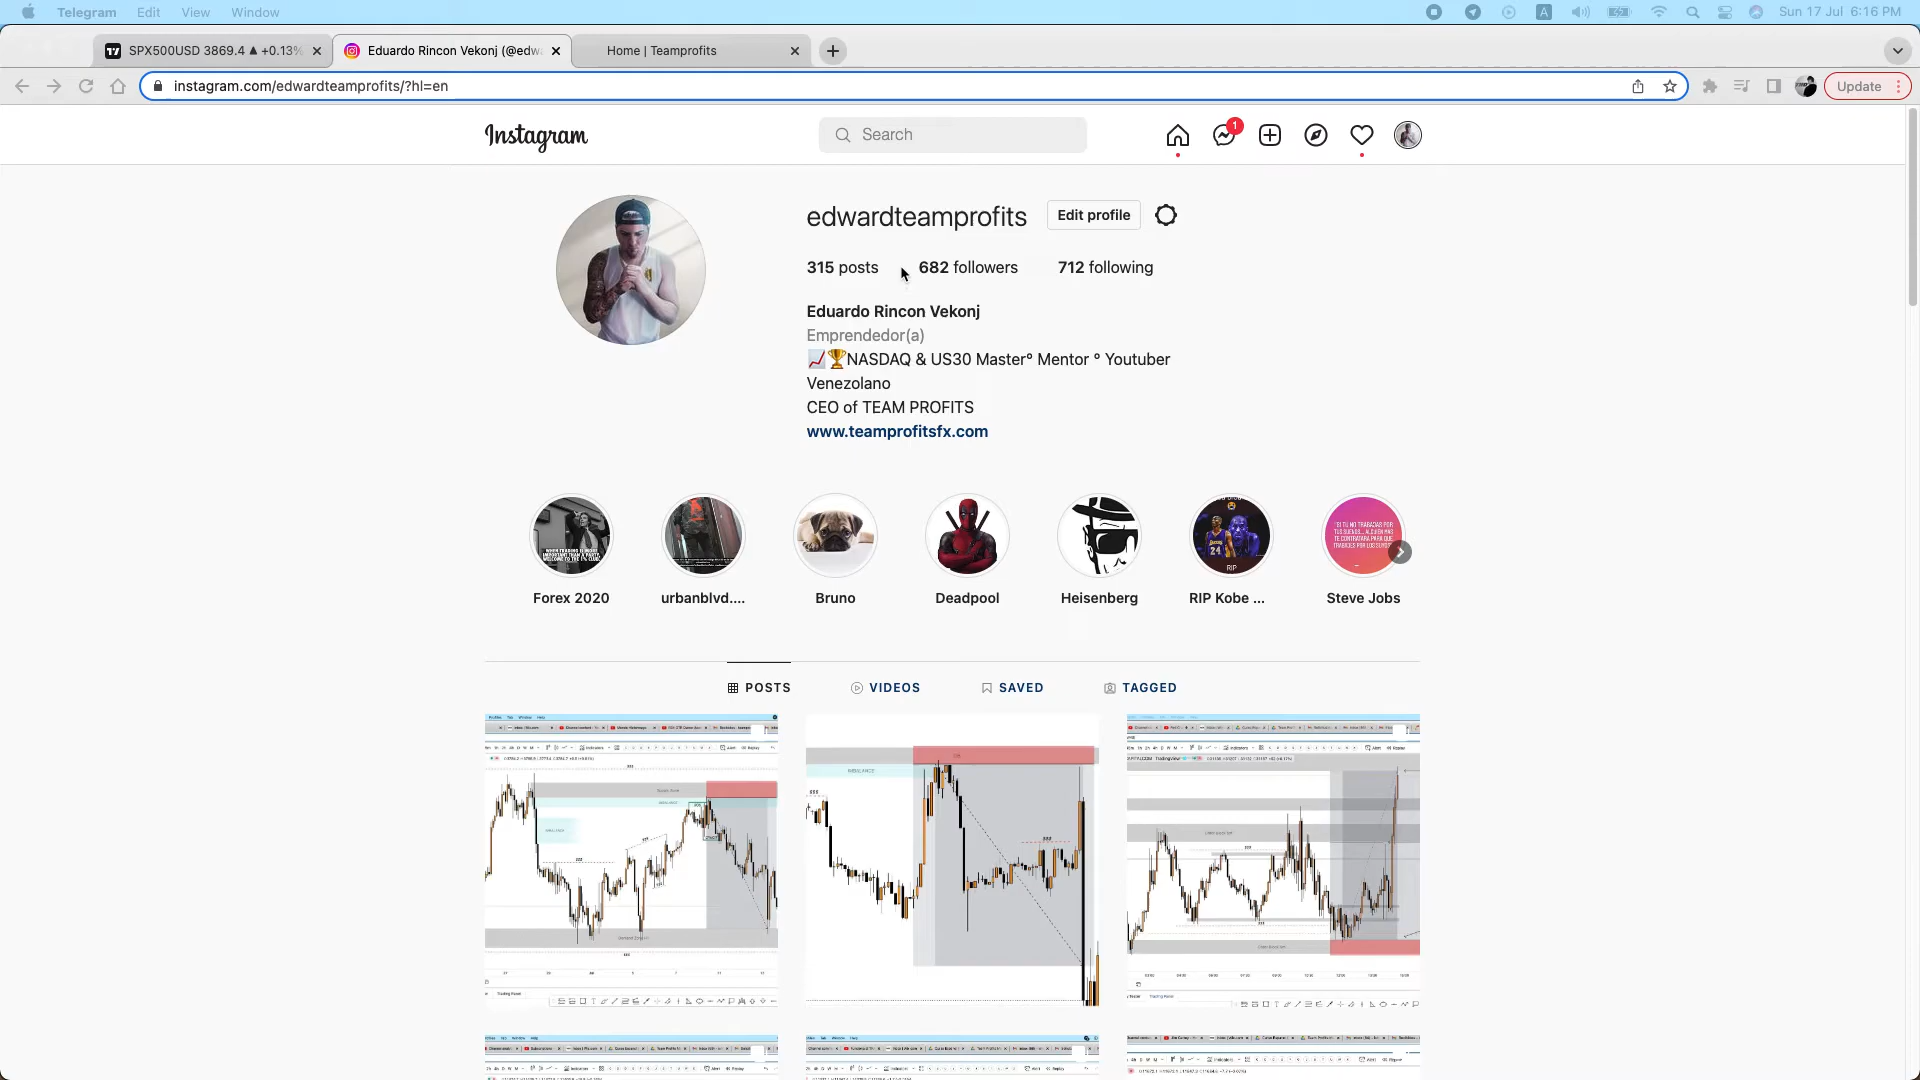 Telegram Edit View Window
Sun 17 Jul 6:16 PM
SPX500USD 3869.4 ▲ +0.13%
Eduardo Rincon Vekonj (@edw
Home | Teamprofits
instagram.com/edwardteamprofits/?hl=en
Update
Instagram
Search
1
edwardteamprofits
Edit profile
315 posts
682 followers
712 following
Eduardo Rincon Vekonj
Emprendedor(a)
📈🏆NASDAQ & US30 Master° Mentor ° Youtuber
Venezolano
CEO of TEAM PROFITS
www.teamprofitsfx.com
Forex 2020
urbanblvd....
Bruno
Deadpool
Heisenberg
RIP Kobe ...
Steve Jobs
POSTS
VIDEOS
SAVED
TAGGED